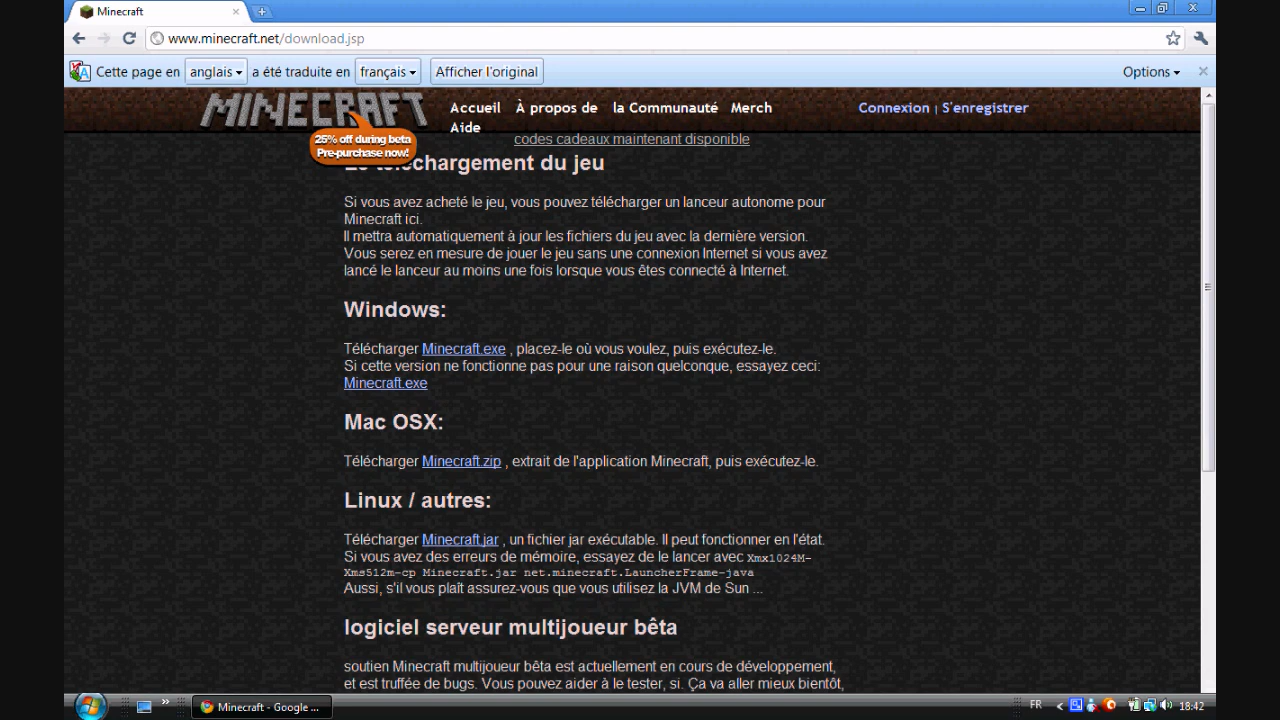 Minecraft
www.minecraft.net/download.jsp
Cette page en anglais a été traduite en français Afficher l'original Options
MINECRAFT
Accueil À propos de la Communauté Merch
Aide
Connexion | S'enregistrer
25% off during beta
Pre-purchase now!
codes cadeaux maintenant disponible
téléchargement du jeu
Si vous avez acheté le jeu, vous pouvez télécharger un lanceur autonome pour
Minecraft ici.
Il mettra automatiquement à jour les fichiers du jeu avec la dernière version.
Vous serez en mesure de jouer le jeu sans une connexion Internet si vous avez
lancé le lanceur au moins une fois lorsque vous êtes connecté à Internet.
Windows:
Télécharger Minecraft.exe , placez-le où vous voulez, puis exécutez-le.
Si cette version ne fonctionne pas pour une raison quelconque, essayez ceci:
Minecraft.exe
Mac OSX:
Télécharger Minecraft.zip , extrait de l'application Minecraft, puis exécutez-le.
Linux / autres:
Télécharger Minecraft.jar , un fichier jar exécutable. Il peut fonctionner en l'état.
Si vous avez des erreurs de mémoire, essayez de le lancer avec Xmx1024M-
Xms512m-cp Minecraft.jar net.minecraft.LauncherFrame-java
Aussi, s'il vous plaît assurez-vous que vous utilisez la JVM de Sun ...
logiciel serveur multijoueur bêta
soutien Minecraft multijoueur bêta est actuellement en cours de développement,
et est truffée de bugs. Vous pouvez aider à le tester, si. Ça va aller mieux bientôt,
Minecraft - Google ...
FR
18:42